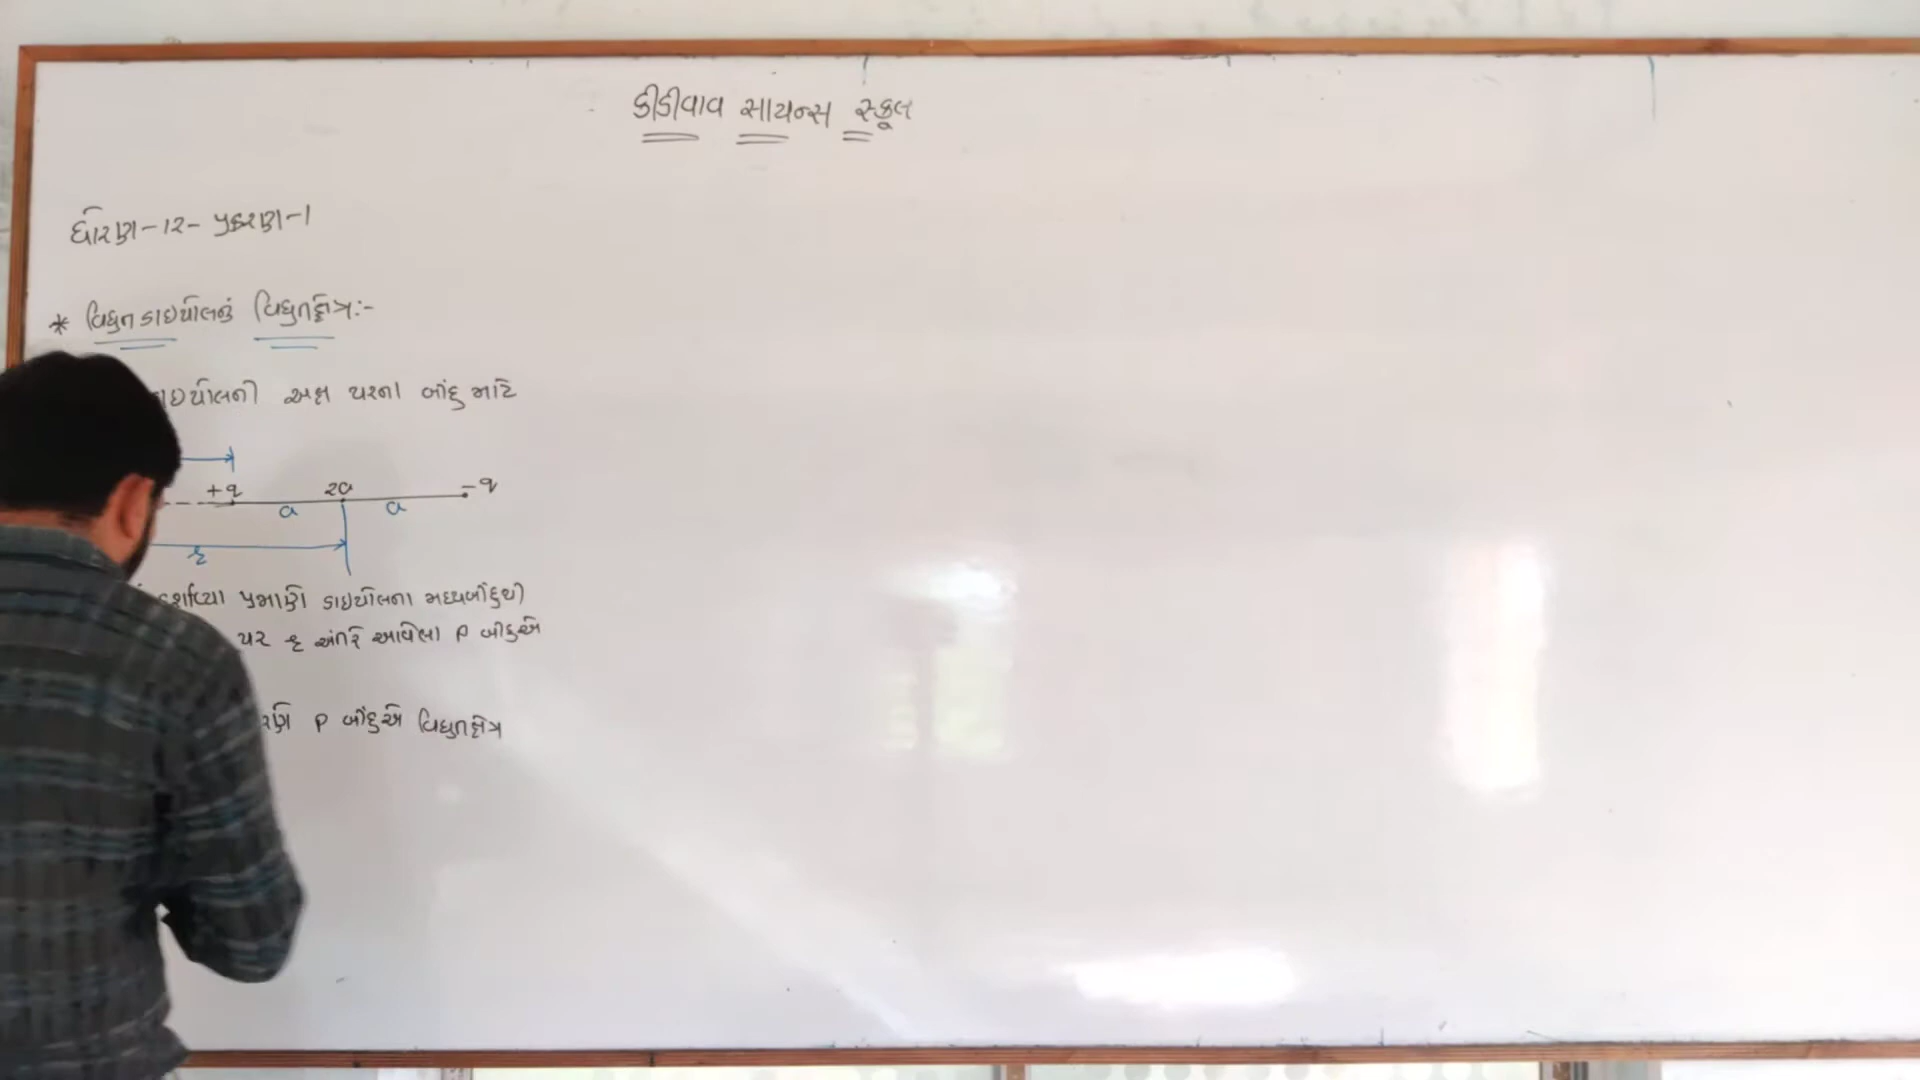 ડીડીવાવ સાયન્સ સ્કૂલ
ધોરણ-૧૨- પ્રકરણ-1
* વિધુત ડાઇપોલનું વિધુતક્ષેત્ર:-
ડાઇપોલની અક્ષ પરના બીંદુ માટે
+q 2a -q
a a
r
દર્શાવ્યા પ્રમાણે ડાઇપોલના મધ્યબીંદુથી
પર r અંતરે આવેલા P બીંદુએ
P બીંદુએ વિધુતક્ષેત્ર